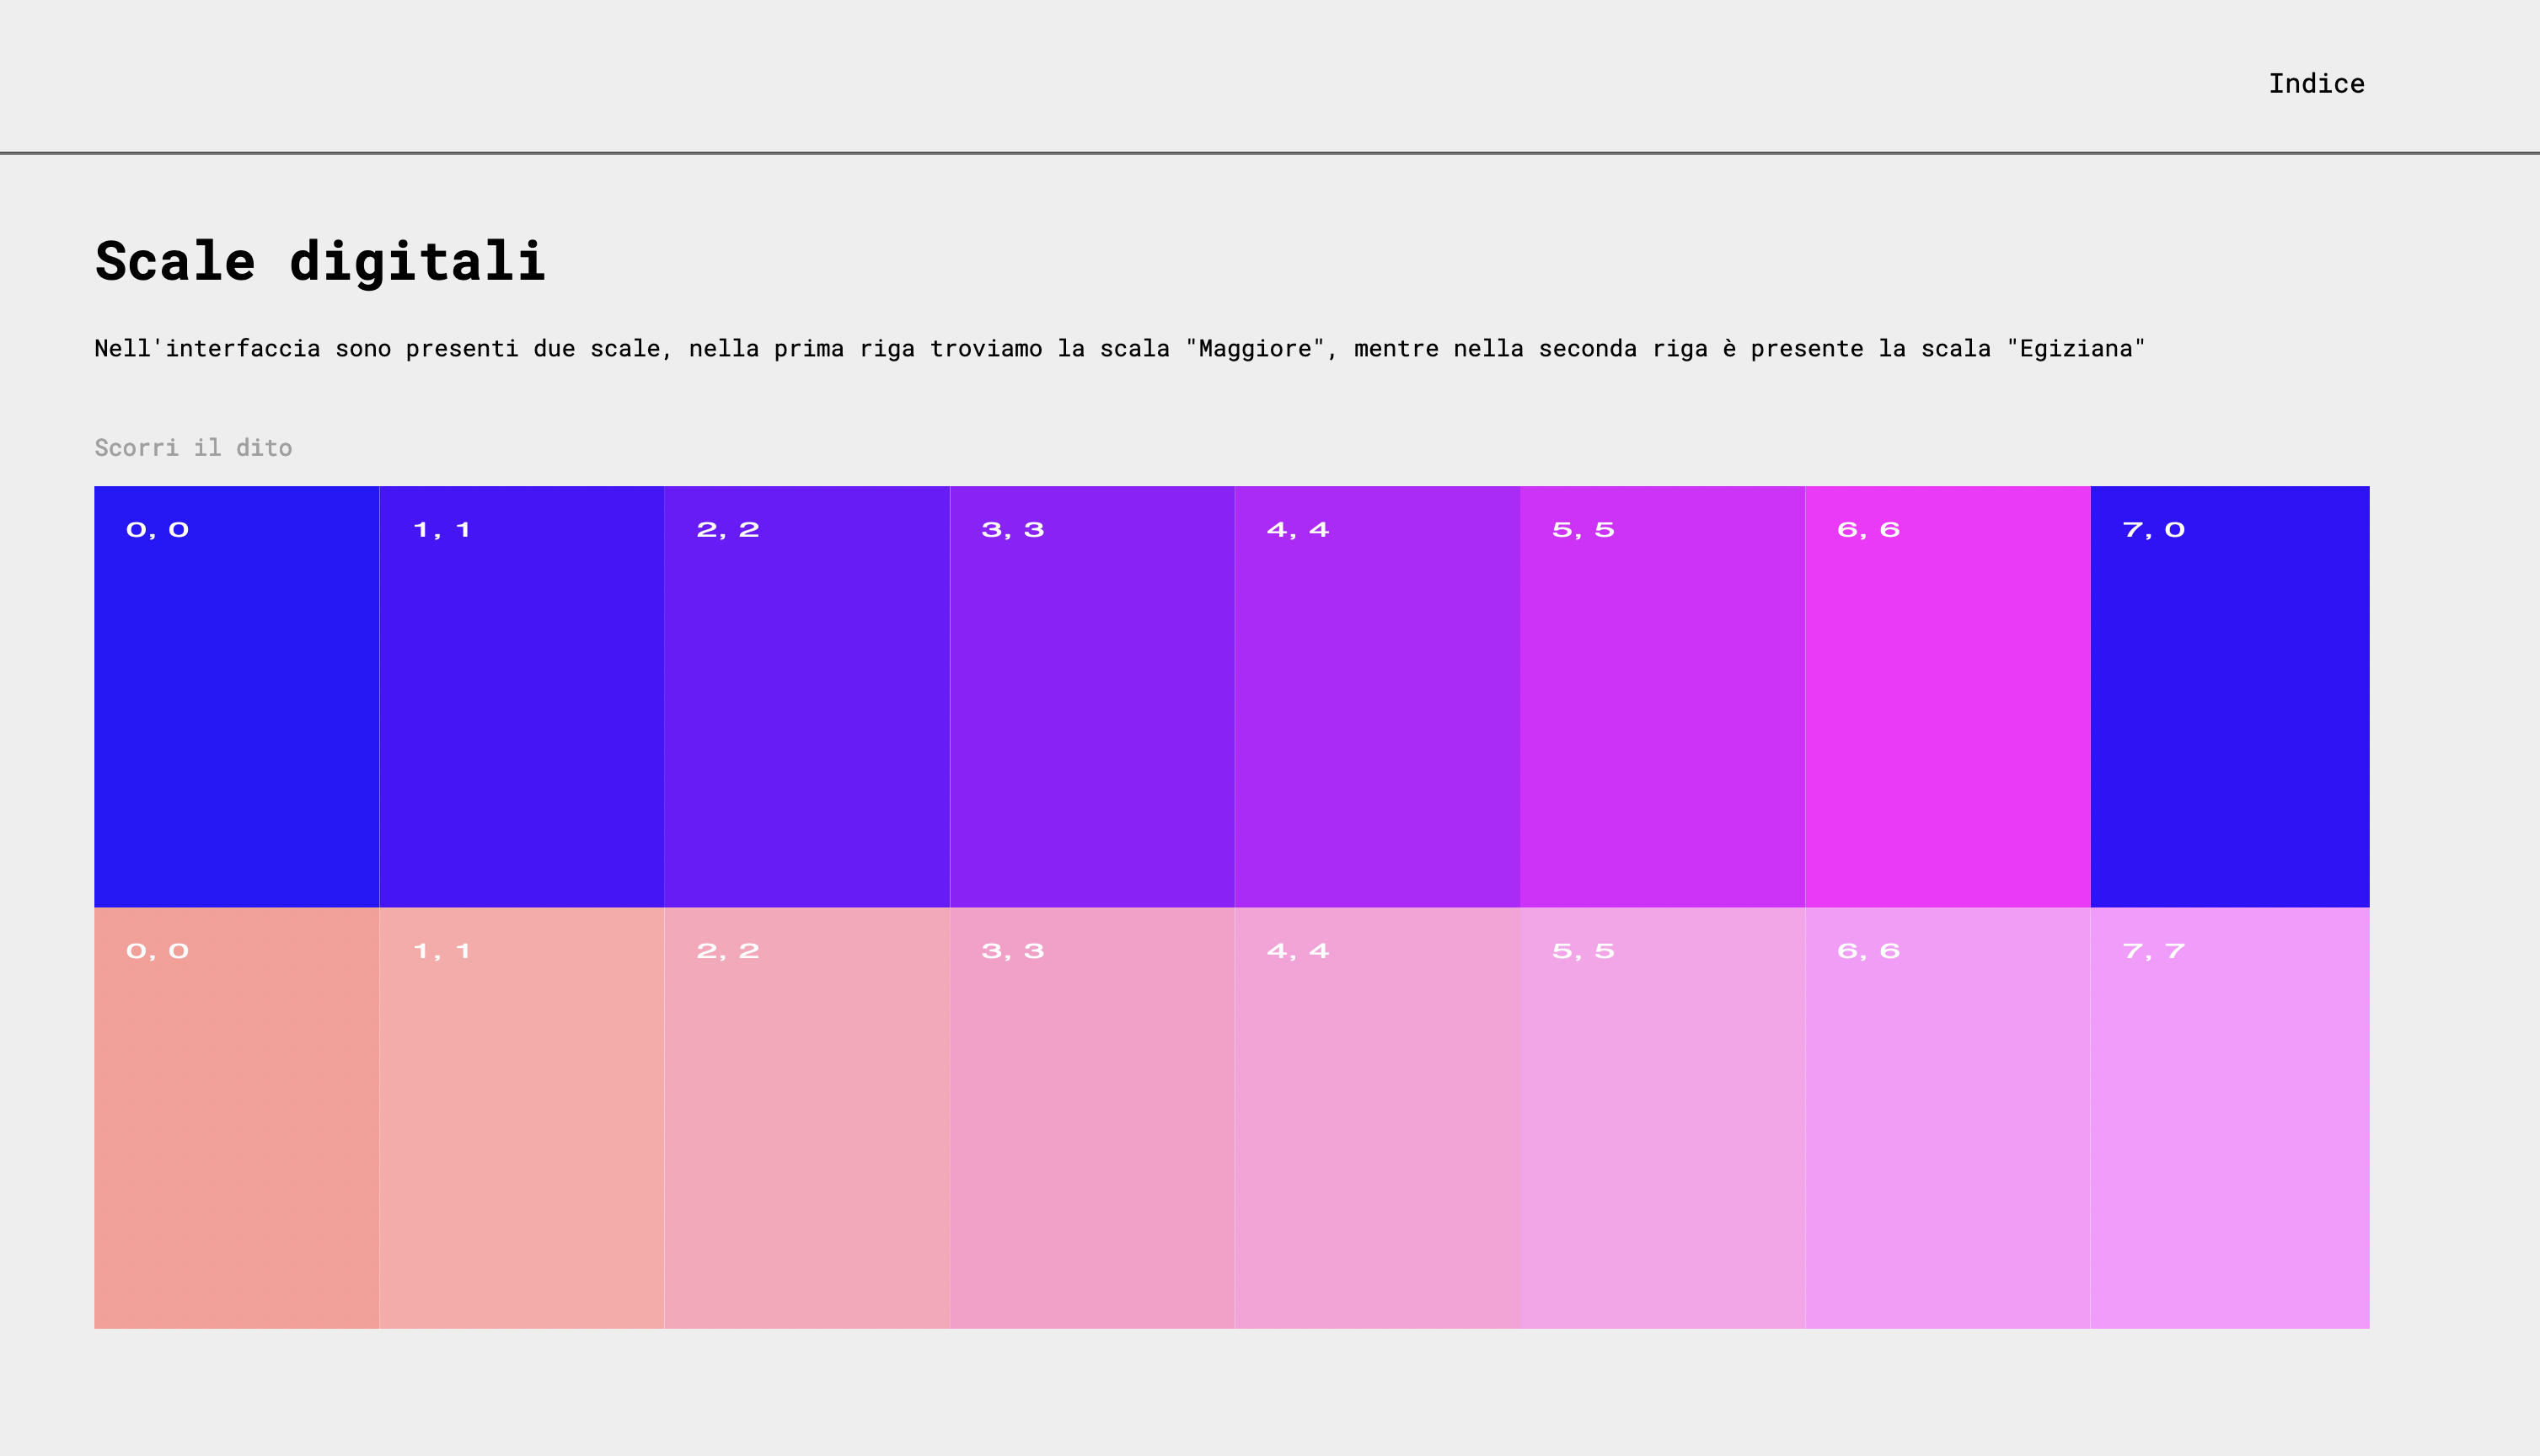 Indice
Scale digitali
Nell'interfaccia sono presenti due scale, nella prima riga troviamo la scala "Maggiore", mentre nella seconda riga è presente la scala "Egiziana"
Scorri il dito
0, 0 1, 1 2, 2 3, 3 4, 4 5, 5 6, 6 7, 0
0, 0 1, 1 2, 2 3, 3 4, 4 5, 5 6, 6 7, 7